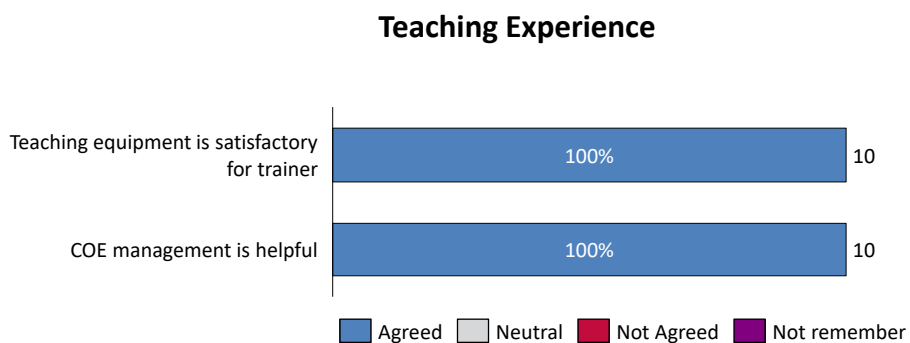 Teaching Experience
Teaching equipment is satisfactory
for trainer
100%
10
COE management is helpful
100%
10
Agreed Neutral Not Agreed Not remember